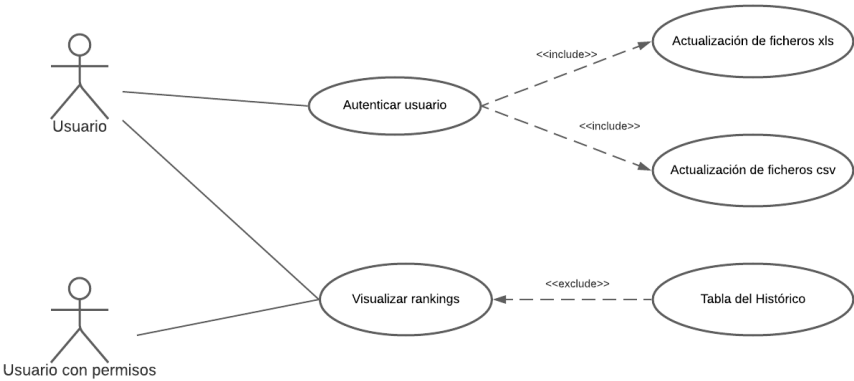 Actualización de ficheros xls
<<include>>
Autenticar usuario
Usuario
<<include>>
Actualización de ficheros csv
<<exclude>>
Visualizar rankings
Tabla del Histórico
Usuario con permisos